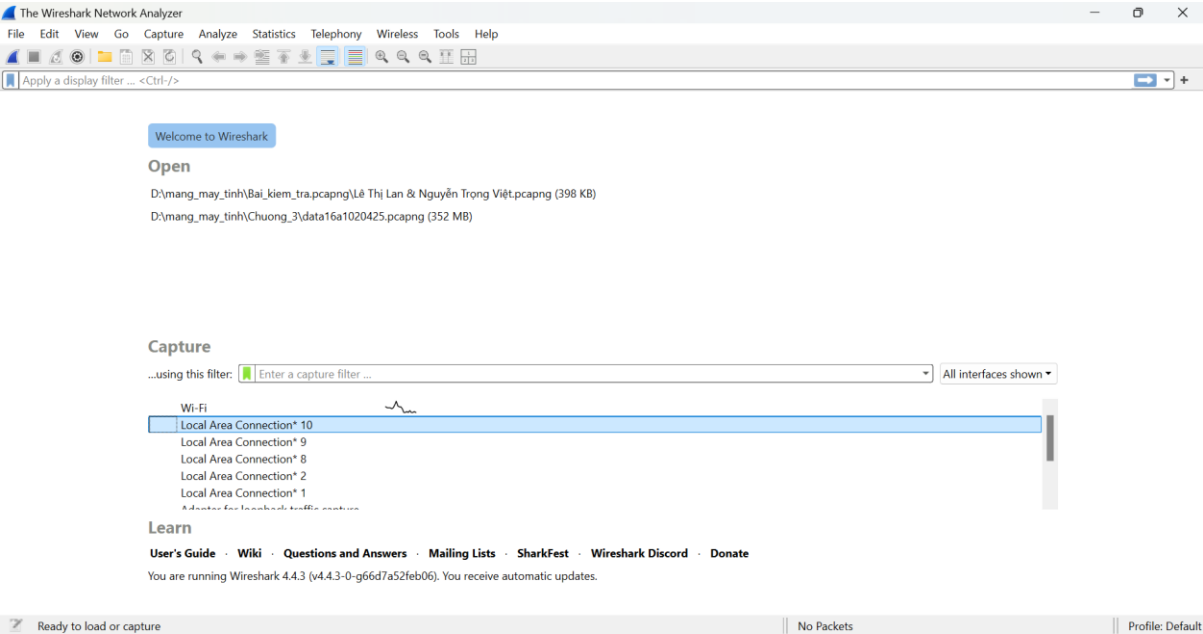 The Wireshark Network Analyzer
File Edit View Go Capture Analyze Statistics Telephony Wireless Tools Help
Apply a display filter ... <Ctrl-/>
Welcome to Wireshark
Open
D:\mang_may_tinh\Bai_kiem_tra.pcapng\Lê Thị Lan & Nguyễn Trọng Việt.pcapng (398 KB)
D:\mang_may_tinh\Chuong_3\data16a1020425.pcapng (352 MB)
Capture
...using this filter: Enter a capture filter ... All interfaces shown
Wi-Fi
Local Area Connection* 10
Local Area Connection* 9
Local Area Connection* 8
Local Area Connection* 2
Local Area Connection* 1
Adapter for loopback traffic capture
Learn
User's Guide · Wiki · Questions and Answers · Mailing Lists · SharkFest · Wireshark Discord · Donate
You are running Wireshark 4.4.3 (v4.4.3-0-g66d7a52feb06). You receive automatic updates.
Ready to load or capture No Packets Profile: Default